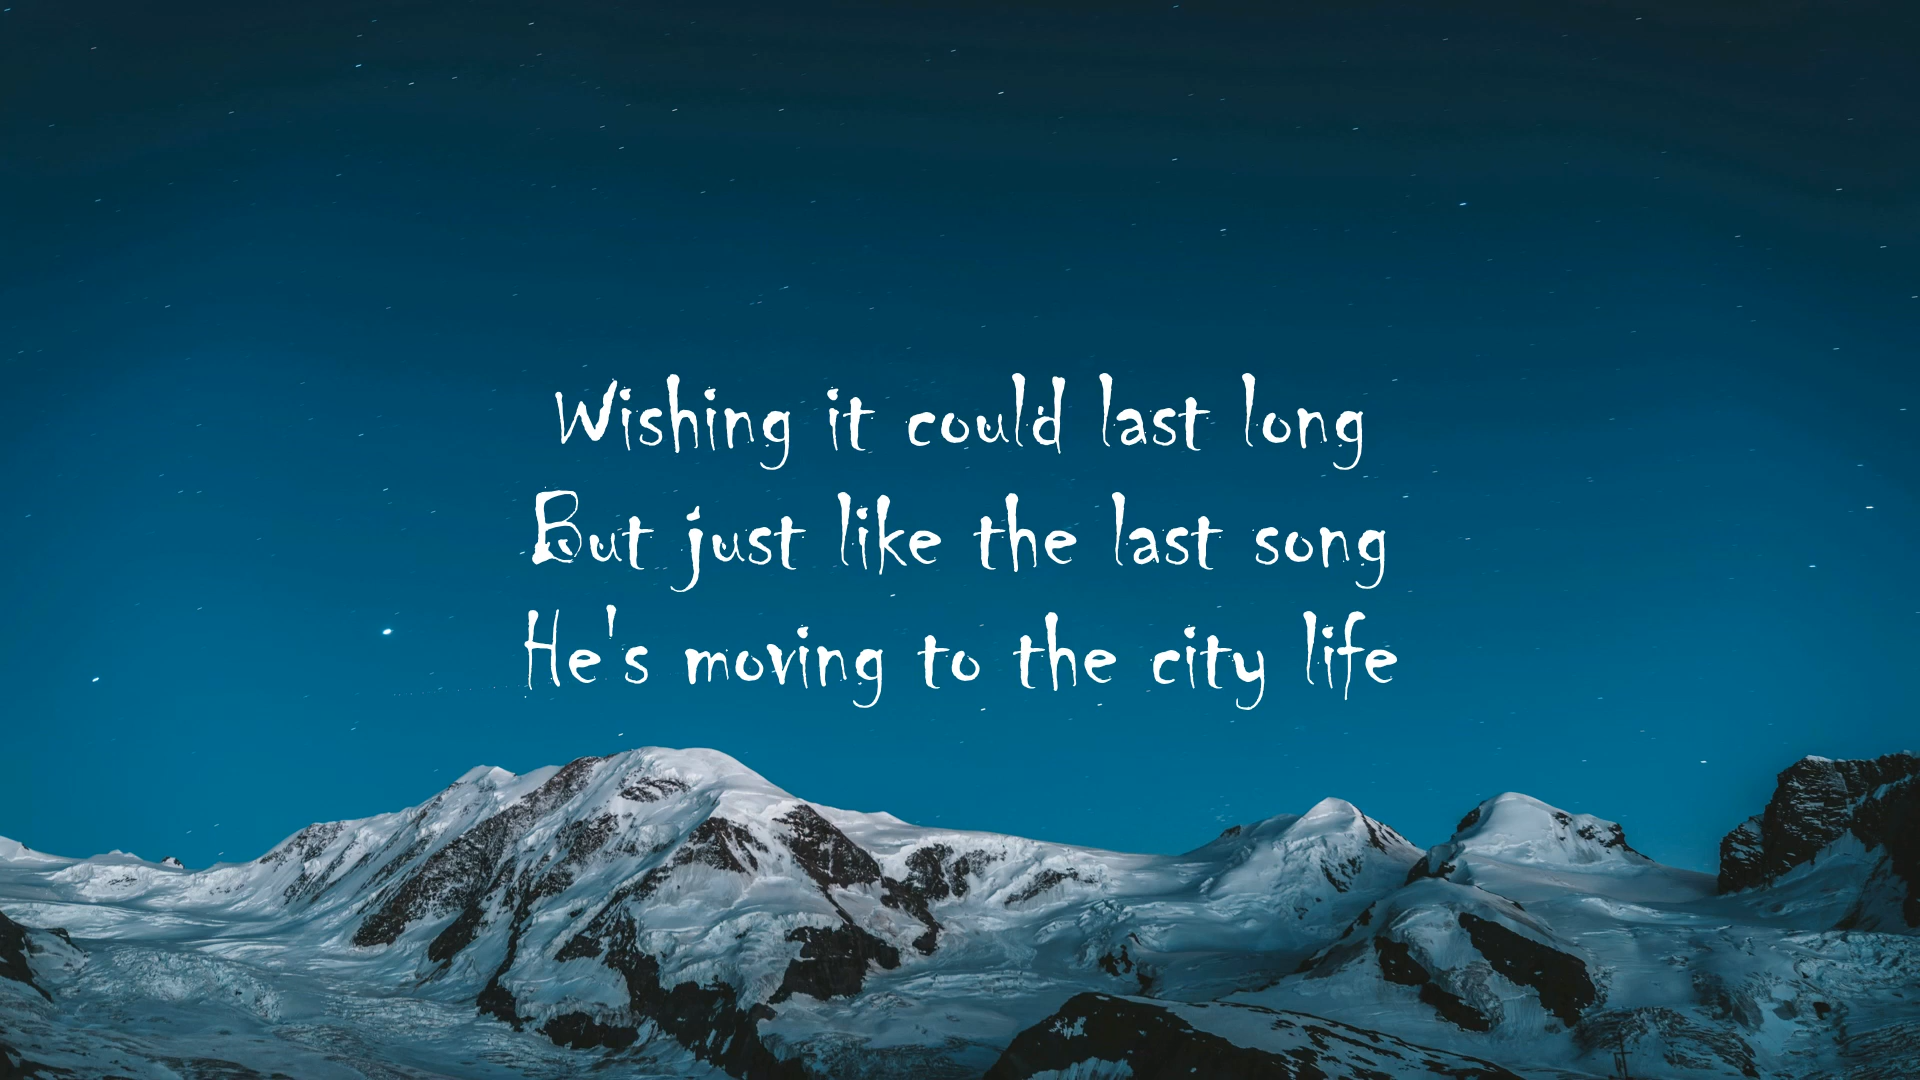 Wishing it could last long
But just like the last song
He's moving to the city life